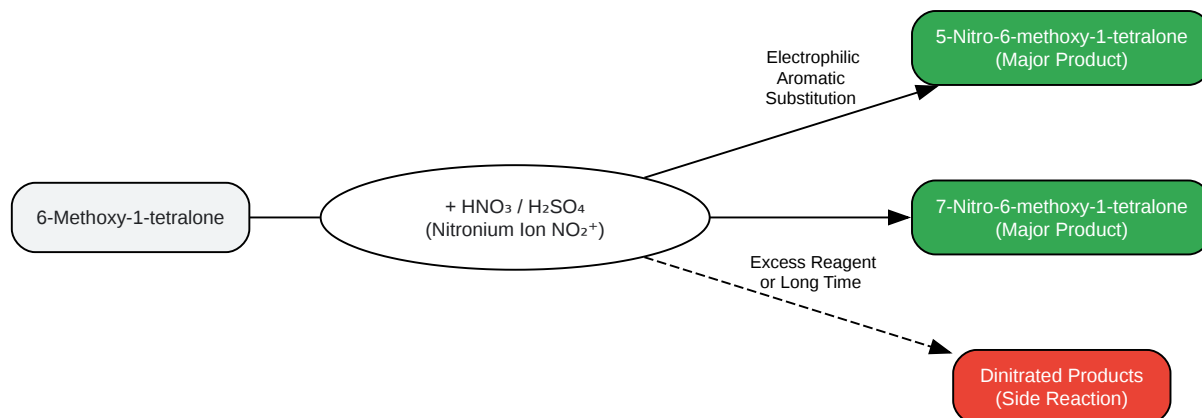 5-Nitro-6-methoxy-1-tetralone
(Major Product)
Electrophilic
Aromatic
Substitution
6-Methoxy-1-tetralone
+ HNO₃ / H₂SO₄
(Nitronium Ion NO₂⁺)
7-Nitro-6-methoxy-1-tetralone
(Major Product)
Excess Reagent
or Long Time
Dinitrated Products
(Side Reaction)